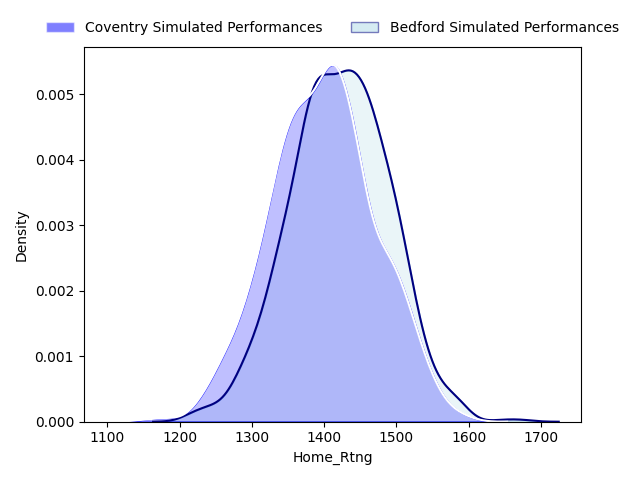 Coventry Simulated Performances
Bedford Simulated Performances
0.005
0.004
0.003
0.002
0.001
0.000
Density
1100 1200 1300 1400 1500 1600 1700
Home_Rtng